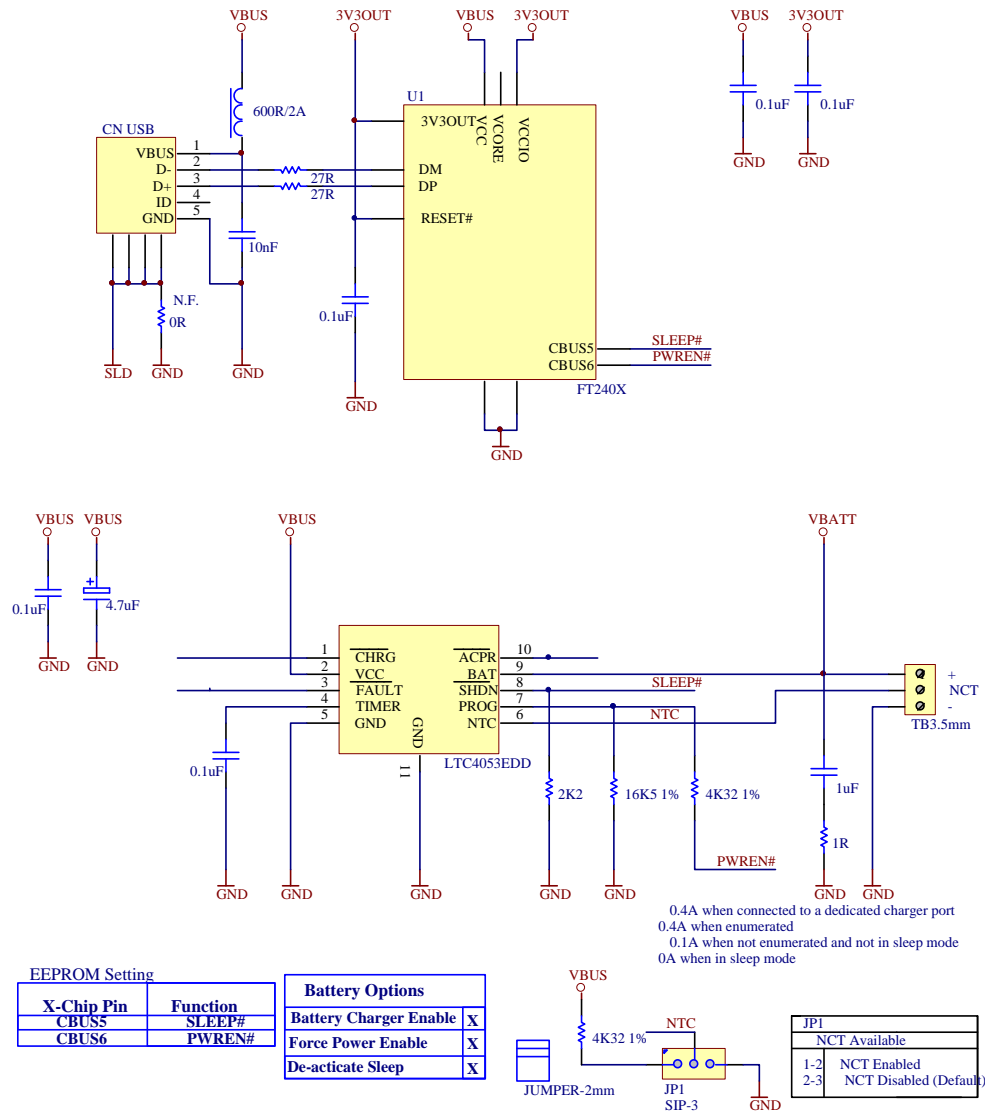 VBUS
3V3OUT
VBUS
3V3OUT
VBUS
3V3OUT
600R/2A
U1
0.1uF
0.1uF
GND
GND
CN USB
VBUS
1
D-
2
D+
3
ID
4
GND
5
27R
27R
10nF
N.F.
0R
SLD
GND
GND
0.1uF
GND
3V3OUT
VCC
VCORE
VCCIO
DM
DP
RESET#
CBUS5
SLEEP#
CBUS6
PWREN#
FT240X
GND
VBUS
VBUS
VBUS
VBATT
0.1uF
4.7uF
GND
GND
1
CHRG
2
VCC
3
FAULT
4
TIMER
5
GND
GND
11
ACPR
10
BAT
9
SHDN
8
PROG
7
NTC
6
LTC4053EDD
SLEEP#
NTC
+
NCT
-
TB3.5mm
0.1uF
2K2
16K5 1%
4K32 1%
1uF
1R
PWREN#
GND
GND
GND
GND
GND
GND
GND
0.4A when connected to a dedicated charger port
0.4A when enumerated
0.1A when not enumerated and not in sleep mode
0A when in sleep mode
EEPROM Setting
X-Chip Pin Function
CBUS5 SLEEP#
CBUS6 PWREN#
Battery Options
Battery Charger Enable X
Force Power Enable X
De-acticate Sleep X
VBUS
4K32 1%
NTC
JUMPER-2mm
JP1
SIP-3
GND
JP1
NCT Available
1-2 NCT Enabled
2-3 NCT Disabled (Default)